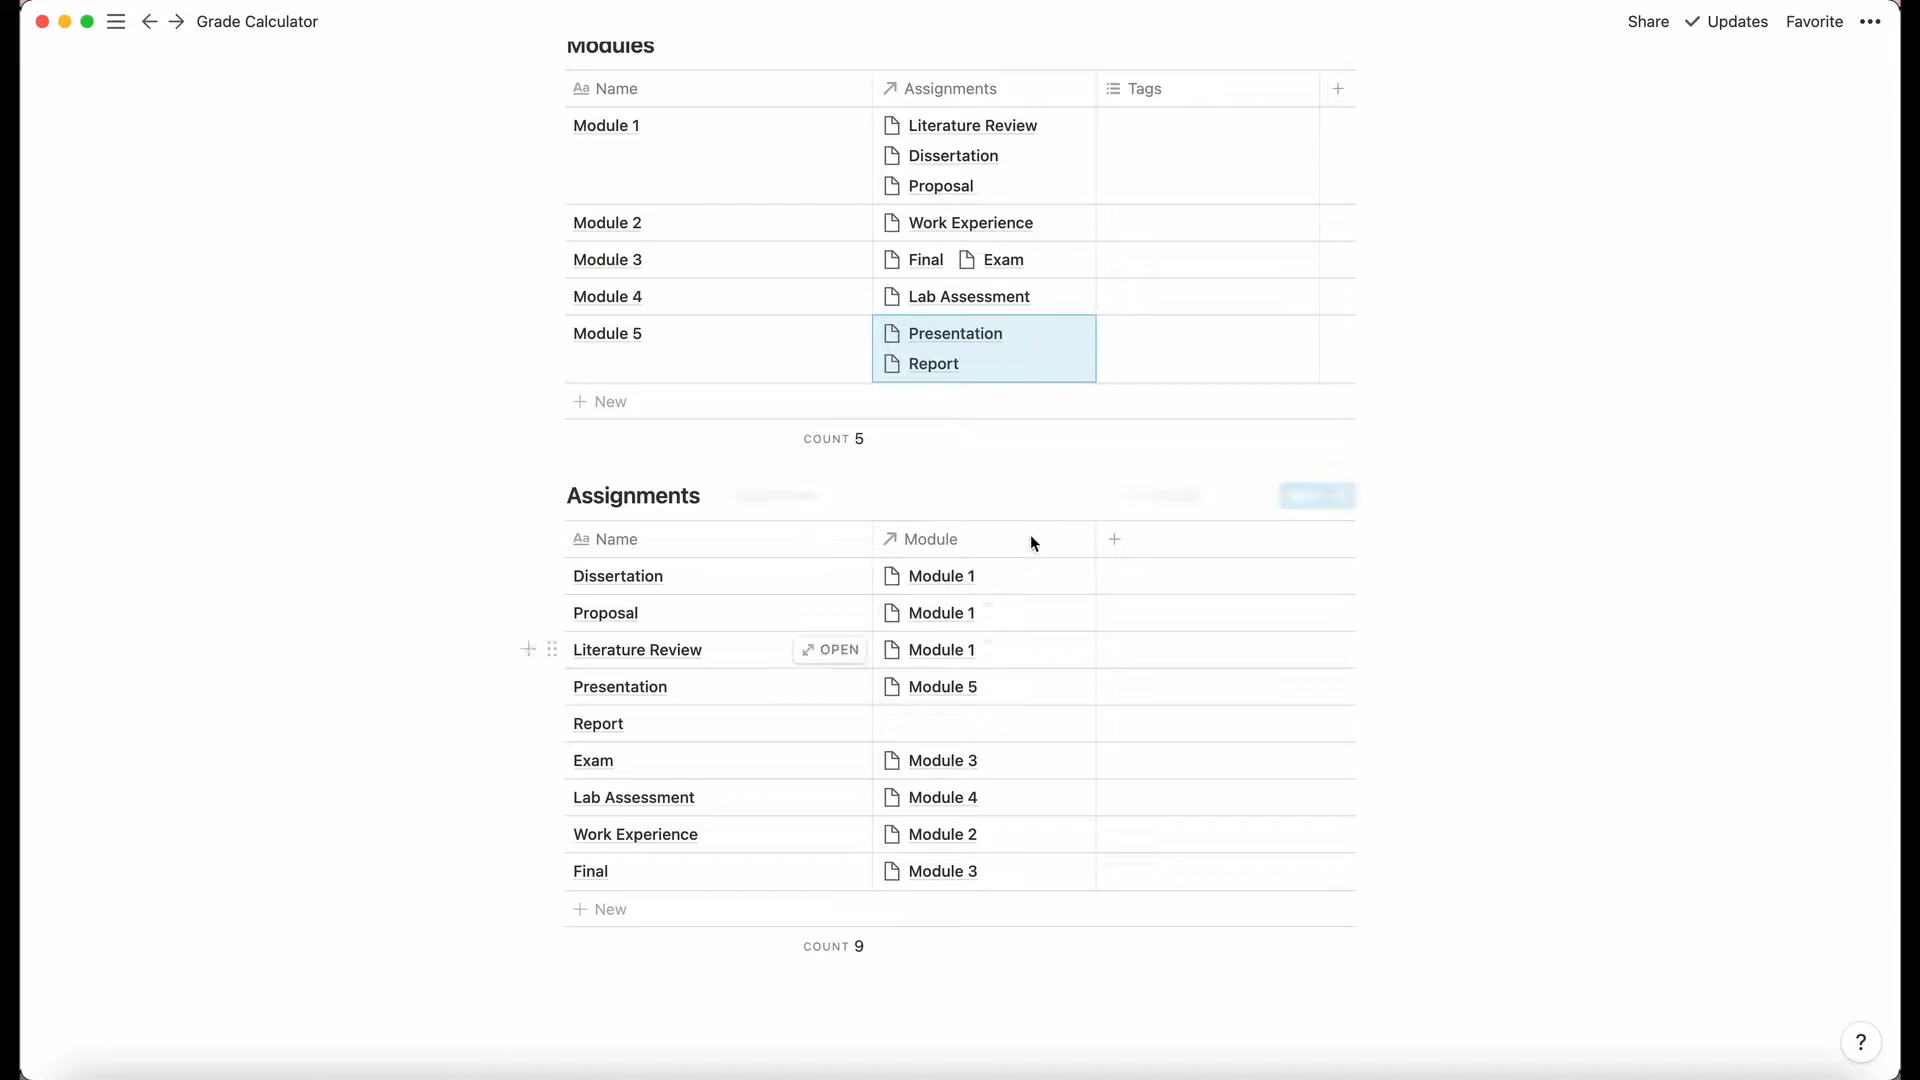 Grade Calculator
Share Updates Favorite •••
Modules
Aa Name Assignments Tags
Module 1 Literature Review
Dissertation
Proposal
Module 2 Work Experience
Module 3 Final Exam
Module 4 Lab Assessment
Module 5 Presentation
Report
+ New
COUNT 5
Assignments
Aa Name Module +
Dissertation Module 1
Proposal Module 1
Literature Review OPEN Module 1
Presentation Module 5
Report
Exam Module 3
Lab Assessment Module 4
Work Experience Module 2
Final Module 3
+ New
COUNT 9
?